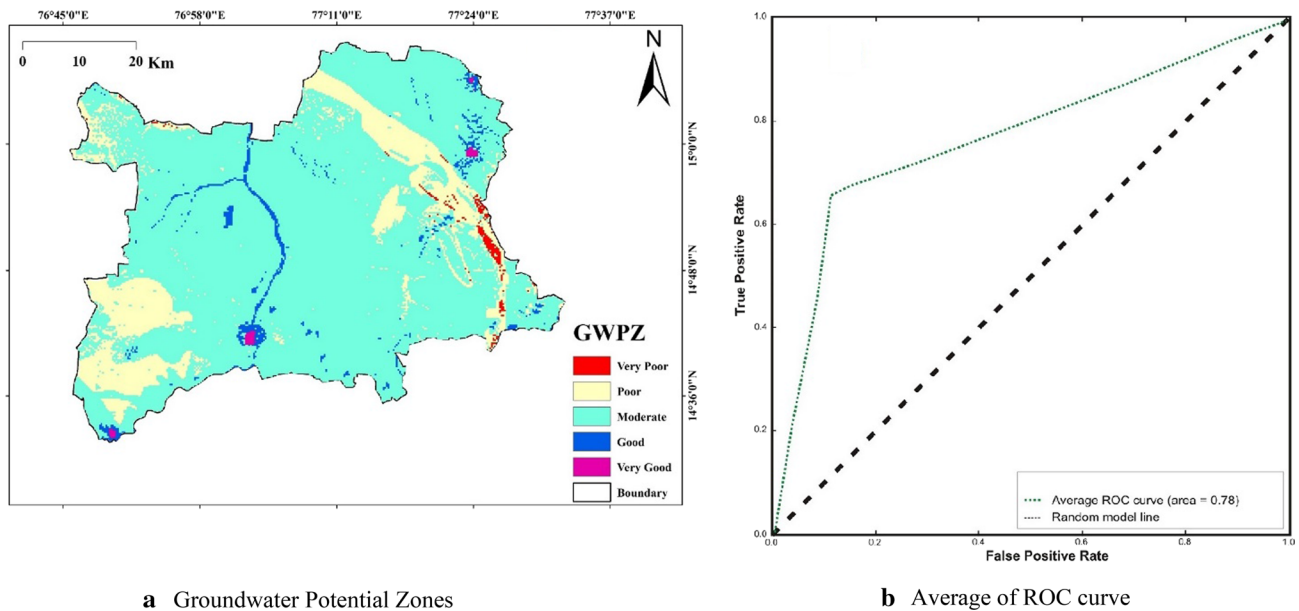 76°45'0"E 76°58'0"E 77°11'0"E 77°24'0"E 77°37'0"E
0 10 20 Km
N
15°0'0"N
14°48'0"N
14°36'0"N
GWPZ
Very Poor
Poor
Moderate
Good
Very Good
Boundary
a Groundwater Potential Zones
1.0
0.8
0.6
0.4
0.2
0.0
True Positive Rate
0.0 0.2 0.4 0.6 0.8 1.0
False Positive Rate
Average ROC curve (area = 0.78)
Random model line
b Average of ROC curve